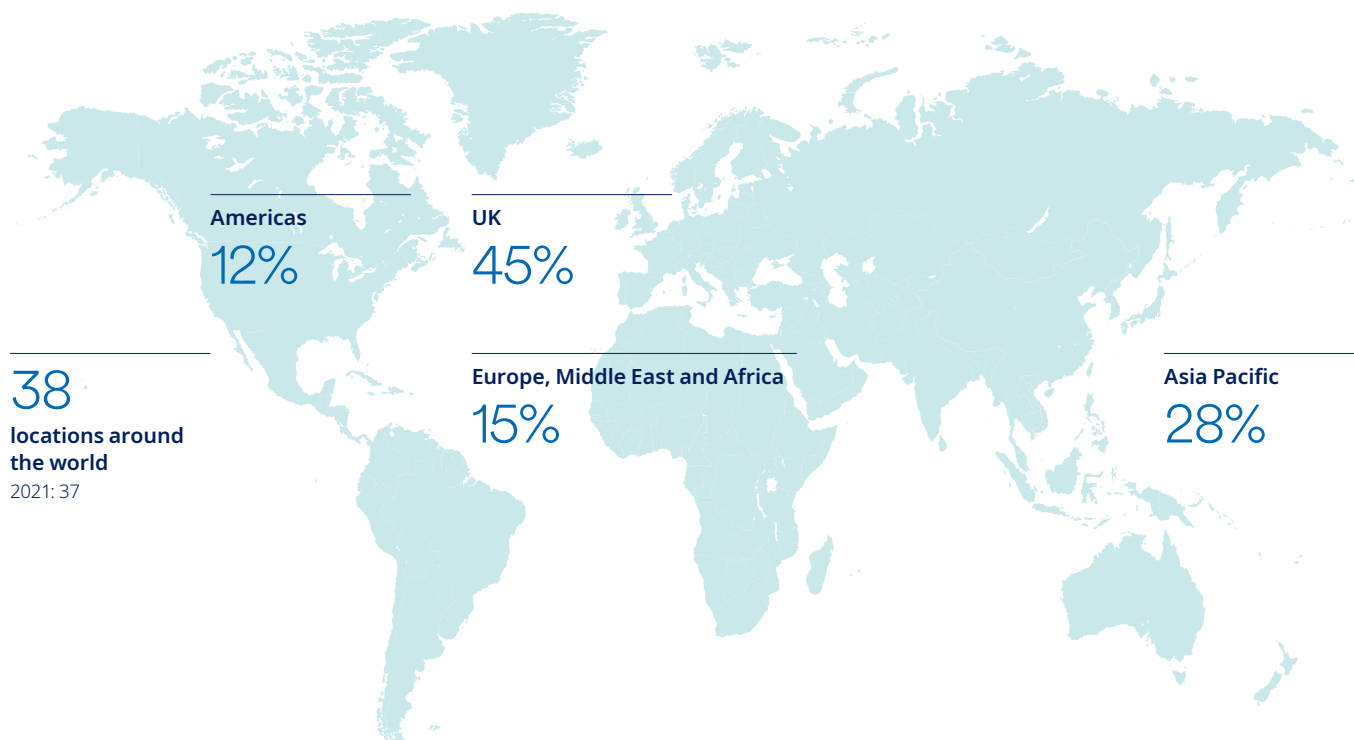 Americas
12%
UK
45%
38
locations around
the world
2021: 37
Europe, Middle East and Africa
15%
Asia Pacific
28%